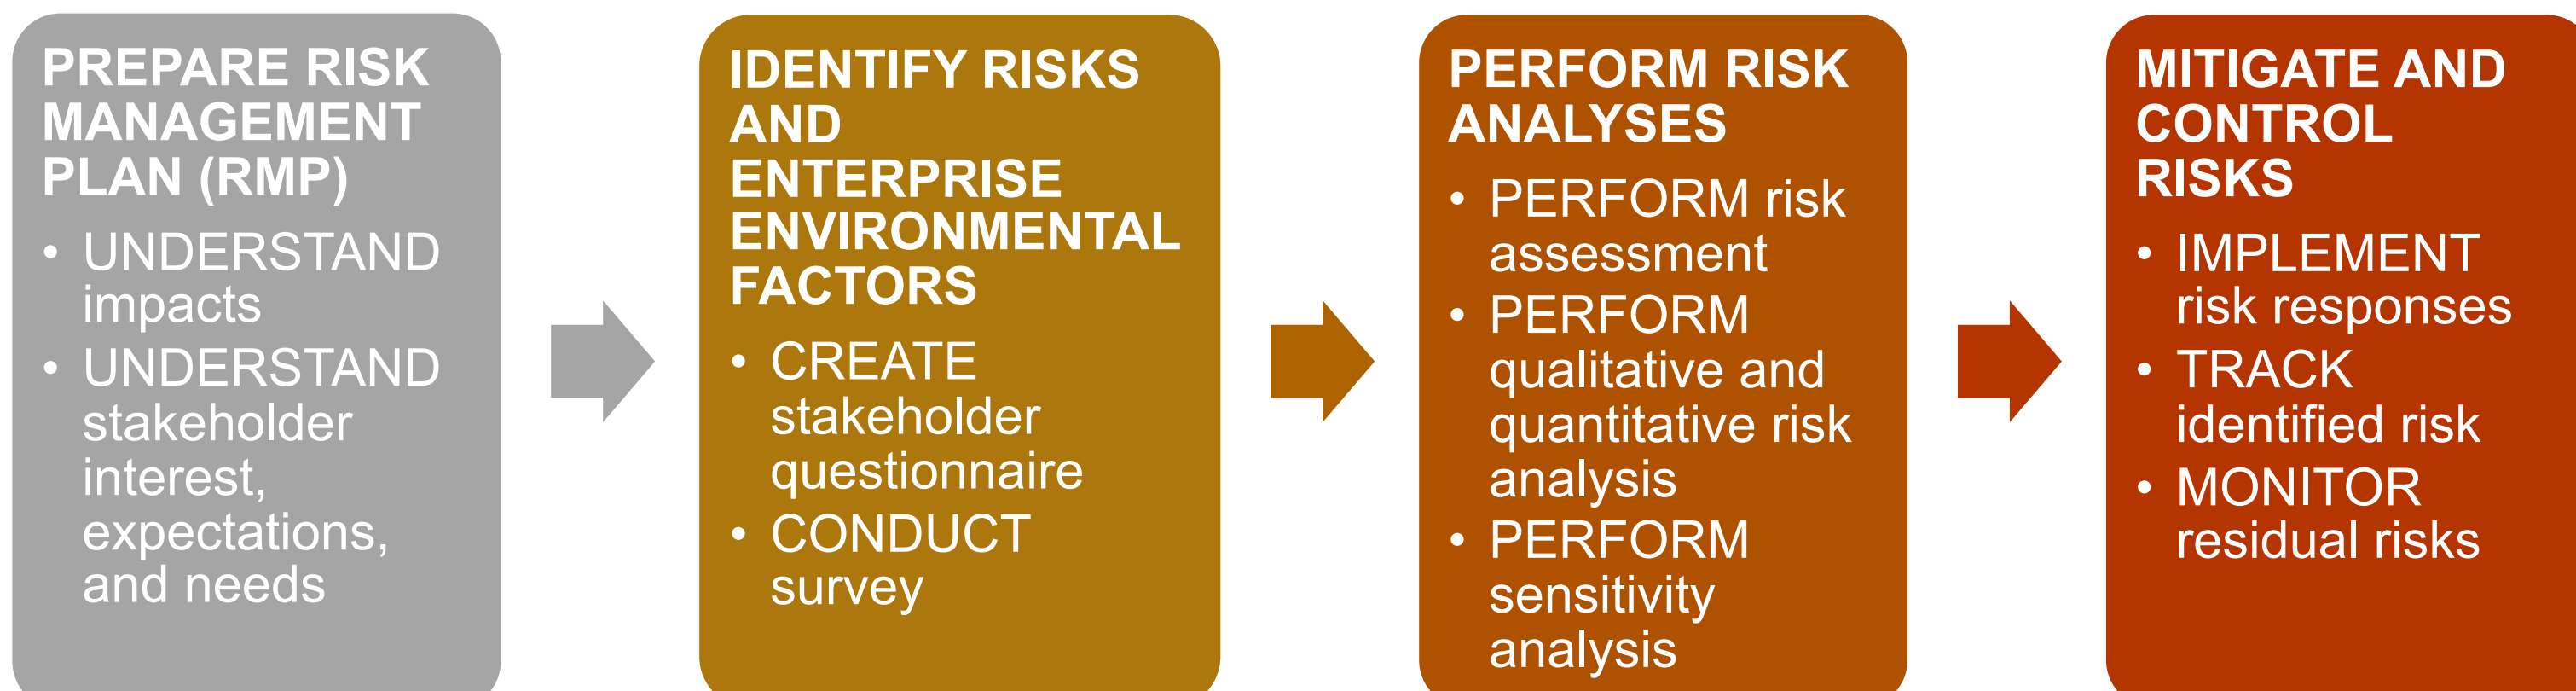 PREPARE RISK
MANAGEMENT
PLAN (RMP)
• UNDERSTAND
impacts
• UNDERSTAND
stakeholder
interest,
expectations,
and needs
IDENTIFY RISKS
AND
ENTERPRISE
ENVIRONMENTAL
FACTORS
• CREATE
stakeholder
questionnaire
• CONDUCT
survey
PERFORM RISK
ANALYSES
• PERFORM risk
assessment
• PERFORM
qualitative and
quantitative risk
analysis
• PERFORM
sensitivity
analysis
MITIGATE AND
CONTROL
RISKS
• IMPLEMENT
risk responses
• TRACK
identified risk
• MONITOR
residual risks